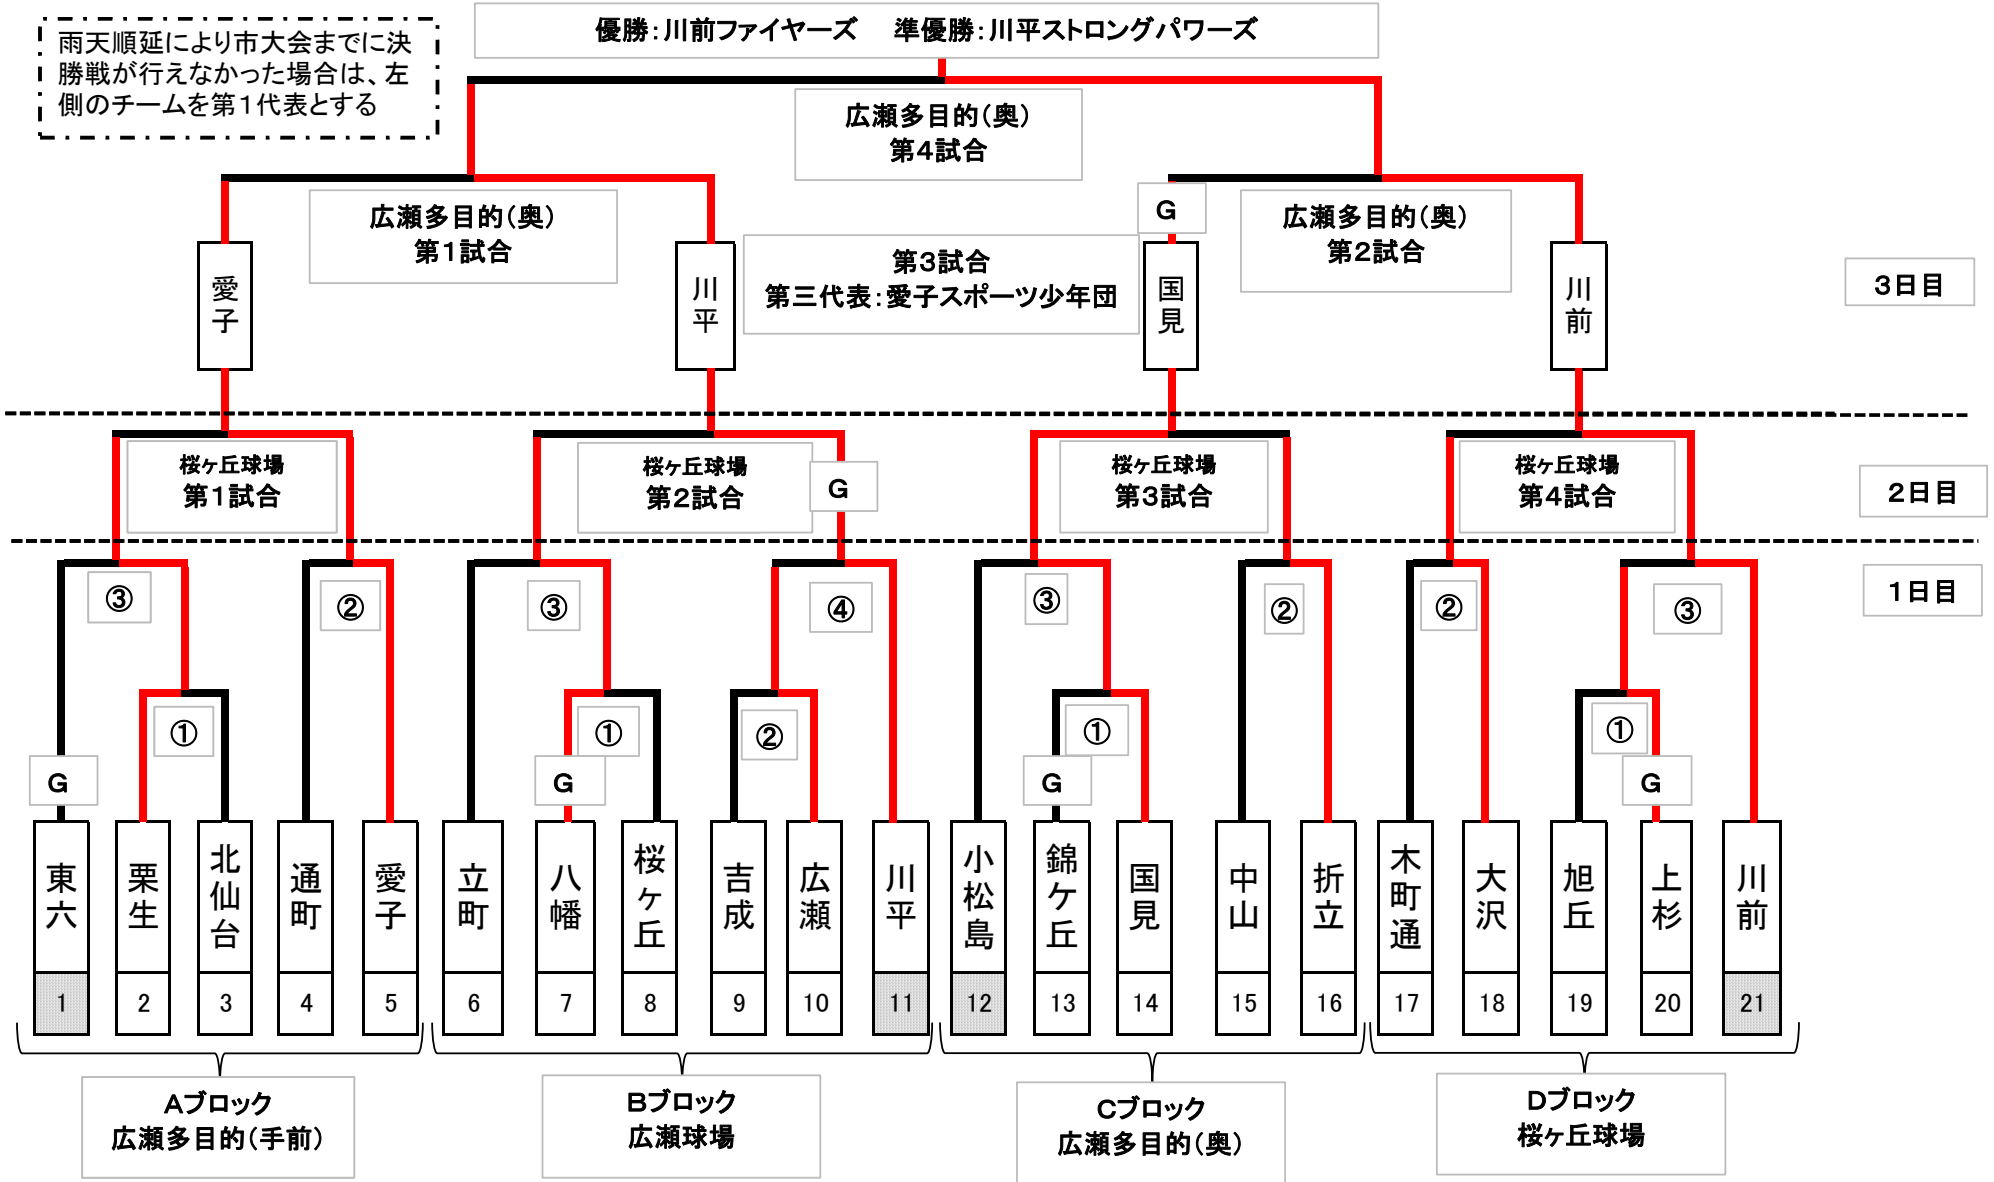 優勝：川前ファイヤーズ　準優勝：川平ストロングパワーズ
雨天順延により市大会までに決
勝戦が行えなかった場合は、左
側のチームを第１代表とする
広瀬多目的（奥）
第４試合
広瀬多目的（奥）
第１試合
G
広瀬多目的（奥）
第２試合
第３試合
第三代表：愛子スポーツ少年団
愛子
川平
国見
川前
３日目
桜ヶ丘球場
第１試合
桜ヶ丘球場
第２試合
G
桜ヶ丘球場
第３試合
桜ヶ丘球場
第４試合
２日目
③
②
③
④
③
②
②
③
１日目
①
①
②
①
①
G
G
G
G
東六
栗生
北仙台
通町
愛子
立町
八幡
桜ヶ丘
吉成
広瀬
川平
小松島
錦ケ丘
国見
中山
折立
木町通
大沢
旭丘
上杉
川前
1
2
3
4
5
6
7
8
9
10
11
12
13
14
15
16
17
18
19
20
21
Aブロック
広瀬多目的（手前）
Bブロック
広瀬球場
Cブロック
広瀬多目的（奥）
Dブロック
桜ヶ丘球場